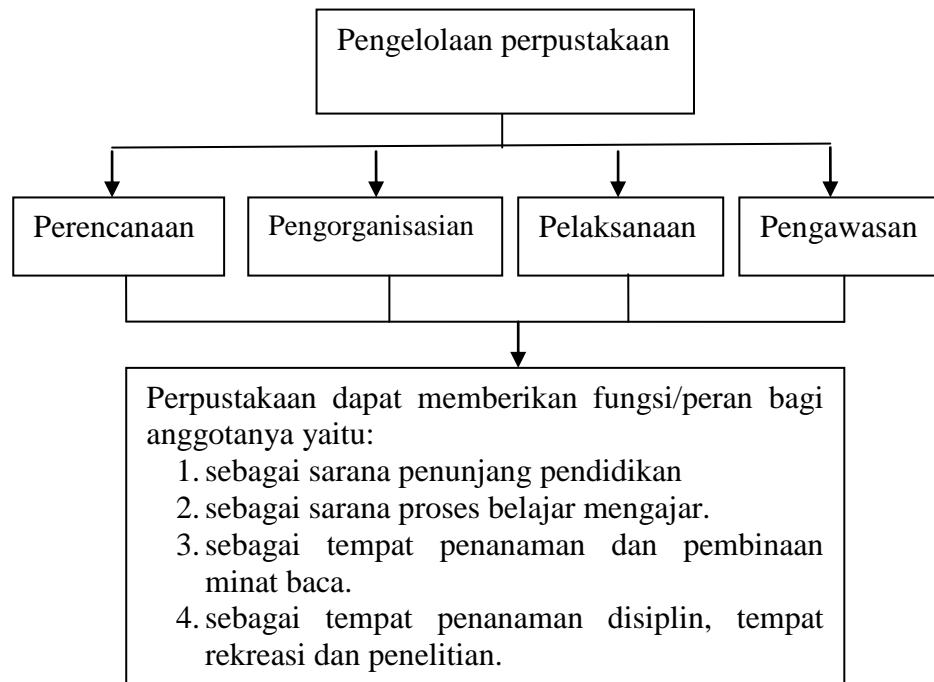 Pengelolaan perpustakaan
Perencanaan
Pengorganisasian
Pelaksanaan
Pengawasan
Perpustakaan dapat memberikan fungsi/peran bagi
anggotanya yaitu:
1. sebagai sarana penunjang pendidikan
2. sebagai sarana proses belajar mengajar.
3. sebagai tempat penanaman dan pembinaan
minat baca.
4. sebagai tempat penanaman disiplin, tempat
rekreasi dan penelitian.